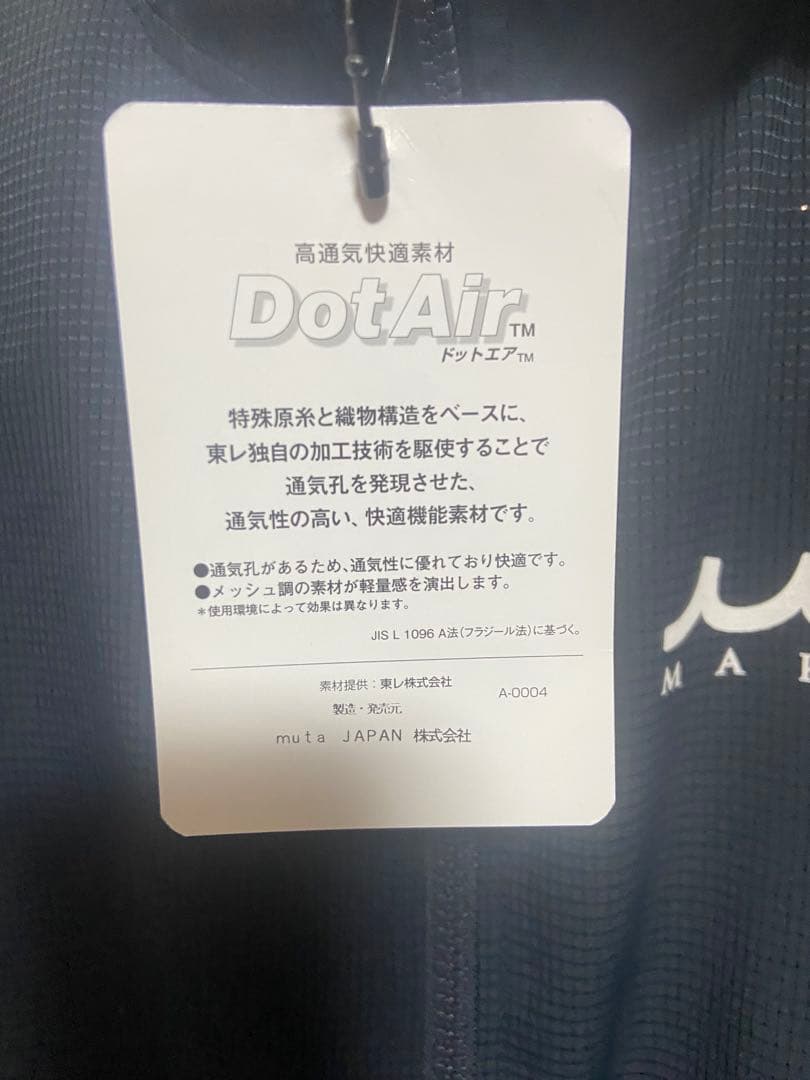 高通気快適素材
DotAir™
ドットエア™
特殊原糸と織物構造をベースに、
東レ独自の加工技術を駆使することで
通気孔を発現させた、
通気性の高い、快適機能素材です。
●通気孔があるため、通気性に優れており快適です。
●メッシュ調の素材が軽量感を演出します。
＊使用環境によって効果は異なります。
JIS L 1096 A法(フラジール法)に基づく。
素材提供：東レ株式会社
A-0004
製造・発売元
muta JAPAN 株式会社